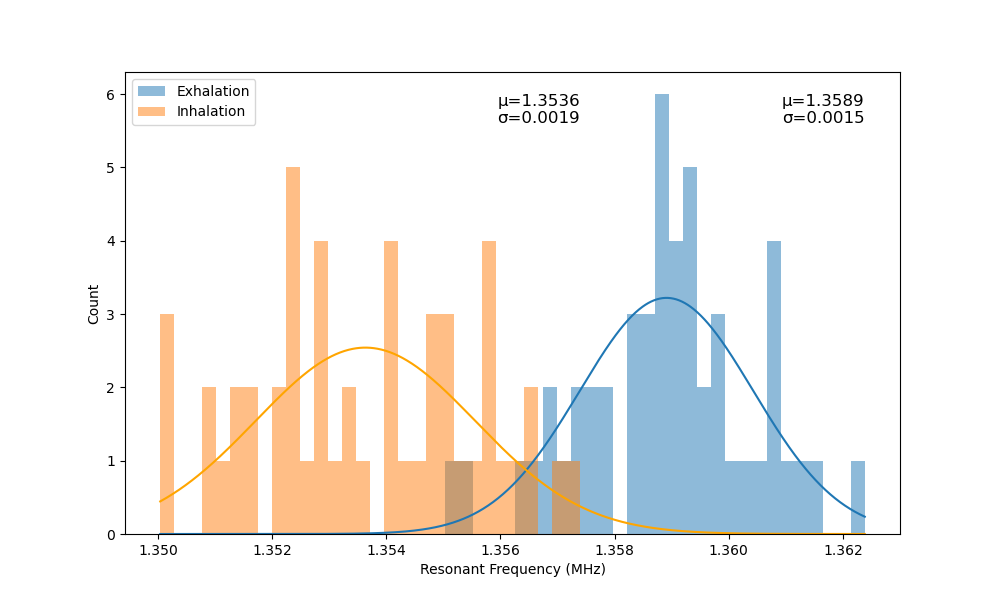 Exhalation
Inhalation
μ=1.3536
σ=0.0019
μ=1.3589
σ=0.0015
6
5
4
3
2
1
0
Count
1.350 1.352 1.354 1.356 1.358 1.360 1.362
Resonant Frequency (MHz)